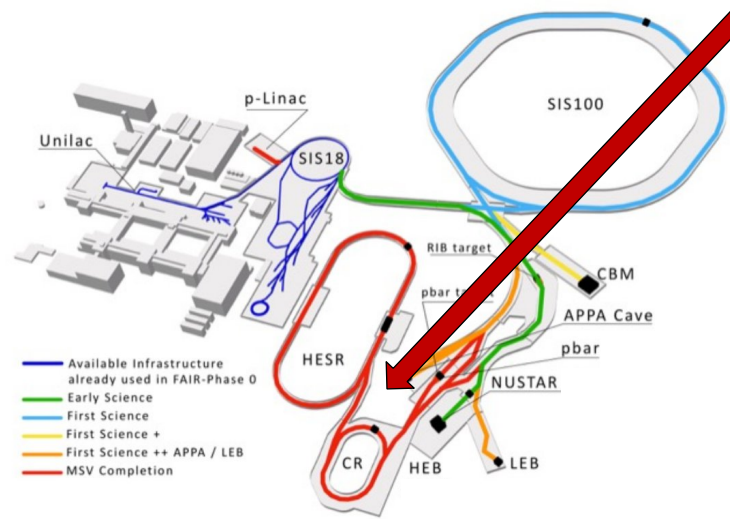 p-Linac
SIS100
Unilac
SIS18
RIB target
CBM
pbar
APPA Cave
HESR
pbar
NUSTAR
CR
HEB
LEB
Available Infrastructure
already used in FAIR-Phase 0
Early Science
First Science
First Science +
First Science ++ APPA / LEB
MSV Completion